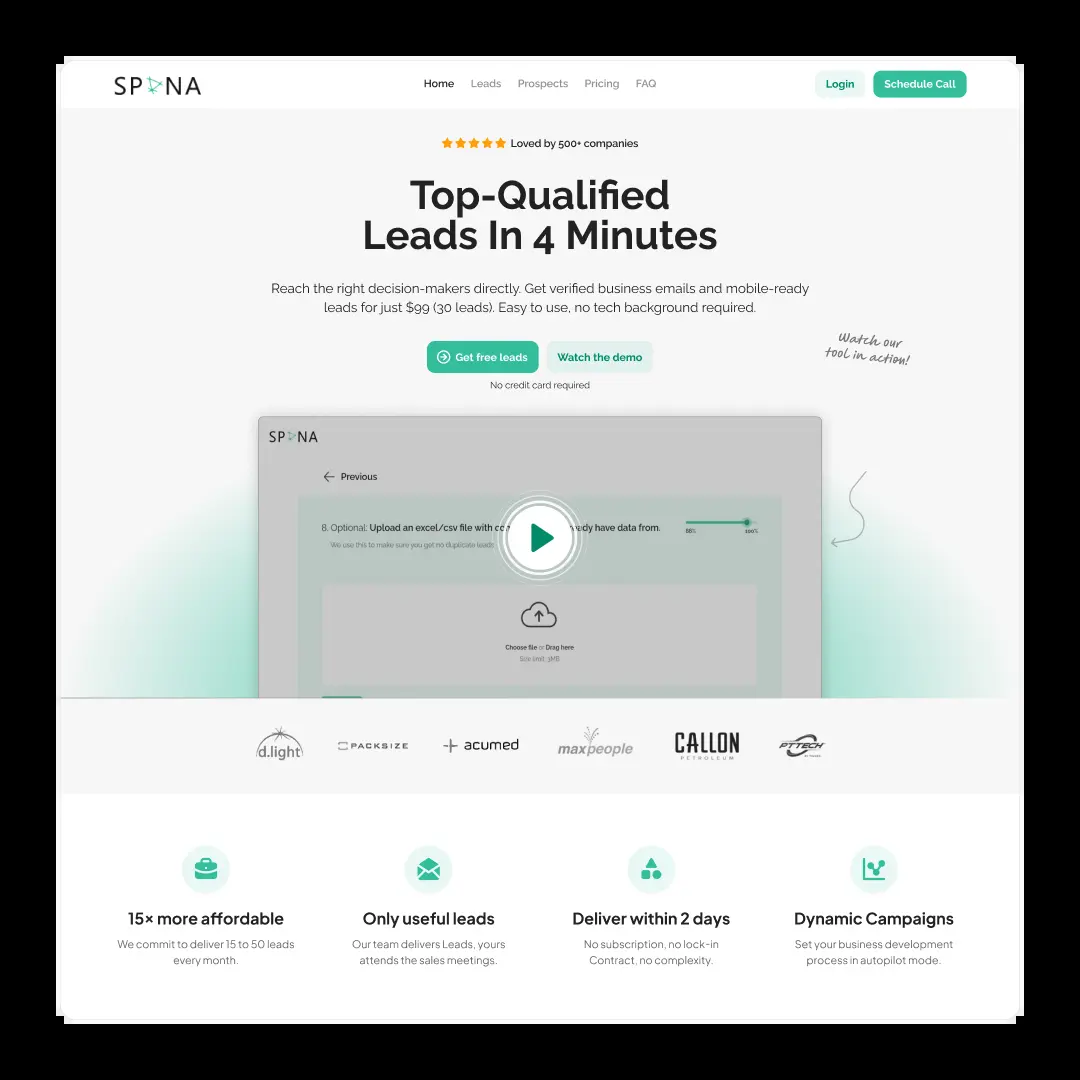 SP NA
Home Leads Prospects Pricing FAQ
Login Schedule Call
Loved by 500+ companies
Top-Qualified
Leads In 4 Minutes
Reach the right decision-makers directly. Get verified business emails and mobile-ready
leads for just $99 (30 leads). Easy to use, no tech background required.
Get free leads Watch the demo
No credit card required
Watch our
tool in action!
SP NA
Previous
8. Optional: Upload an excel/csv file with data from.
We use this to make sure you get no duplicate leads
88% 100%
Choose file or Drag here
Size limit: 3MB
d.light PACKSIZE acumed maxpeople CALLON PETROLEUM PTTECH
15× more affordable
We commit to deliver 15 to 50 leads
every month.
Only useful leads
Our team delivers Leads, yours
attends the sales meetings.
Deliver within 2 days
No subscription, no lock-in
Contract, no complexity.
Dynamic Campaigns
Set your business development
process in autopilot mode.